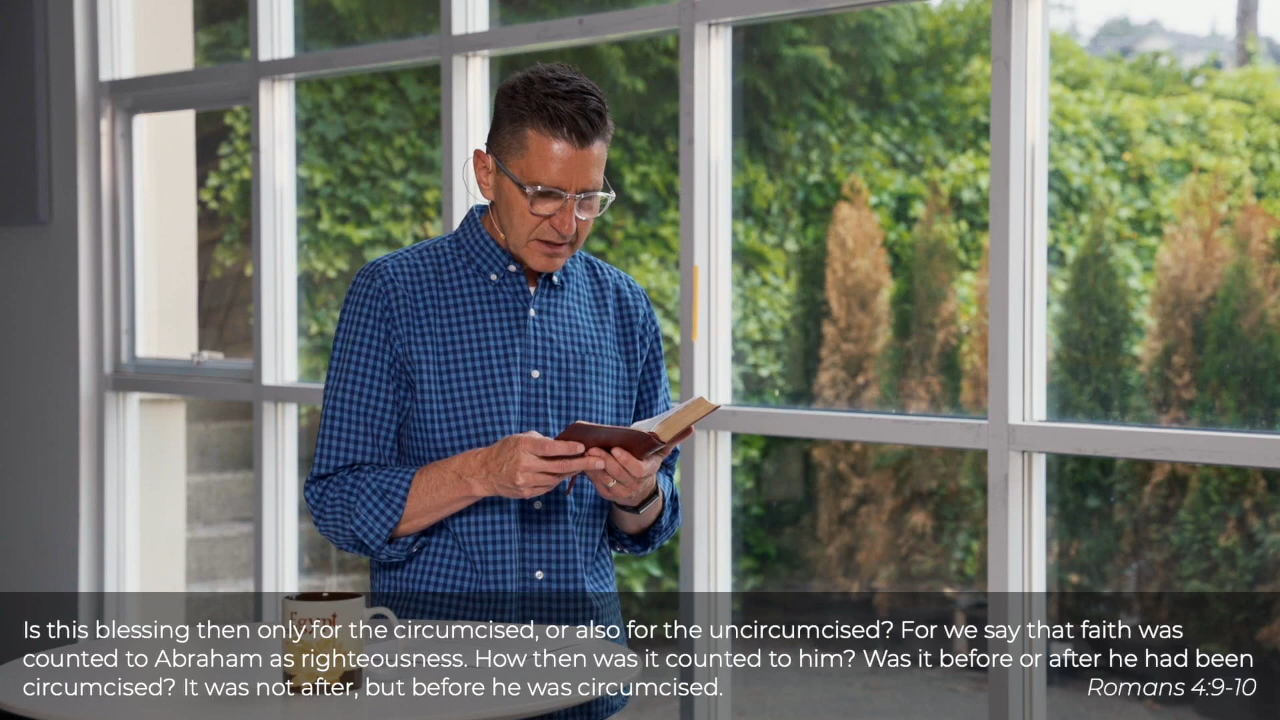 Egypt
Is this blessing then only for the circumcised, or also for the uncircumcised? For we say that faith was
counted to Abraham as righteousness. How then was it counted to him? Was it before or after he had been
circumcised? It was not after, but before he was circumcised.
Romans 4:9-10